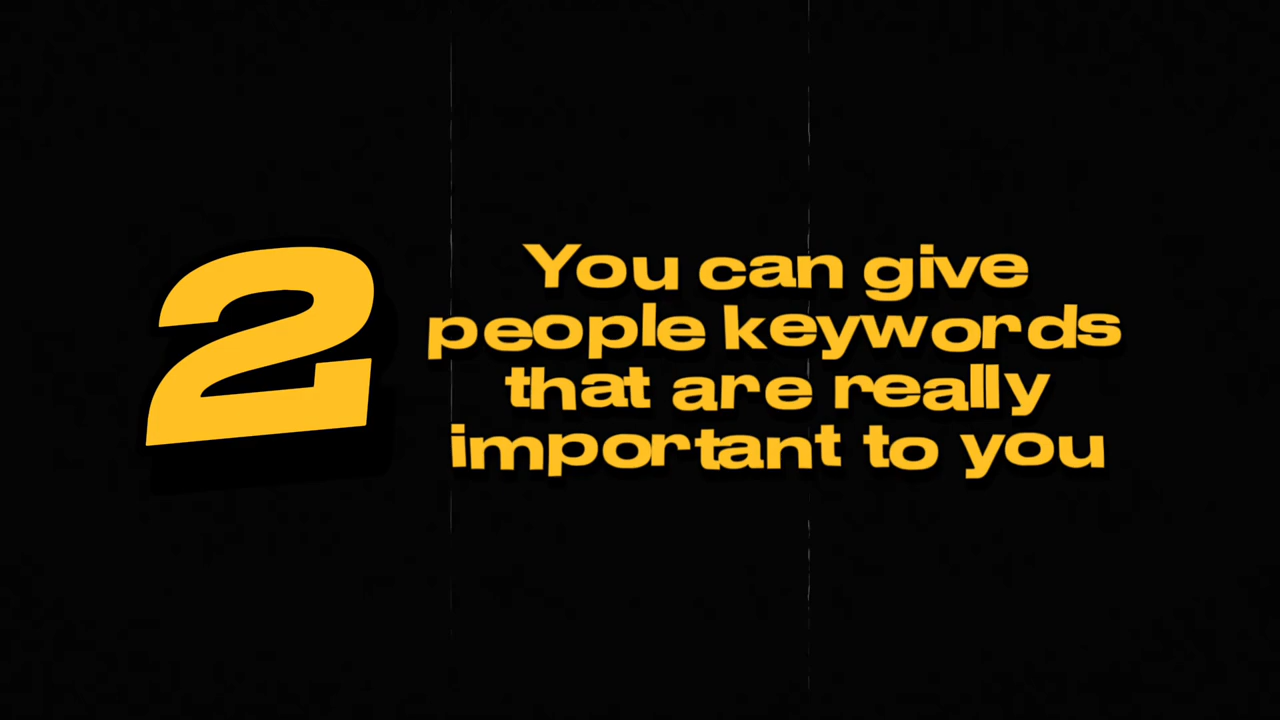 2
You can give
people keywords
that are really
important to you